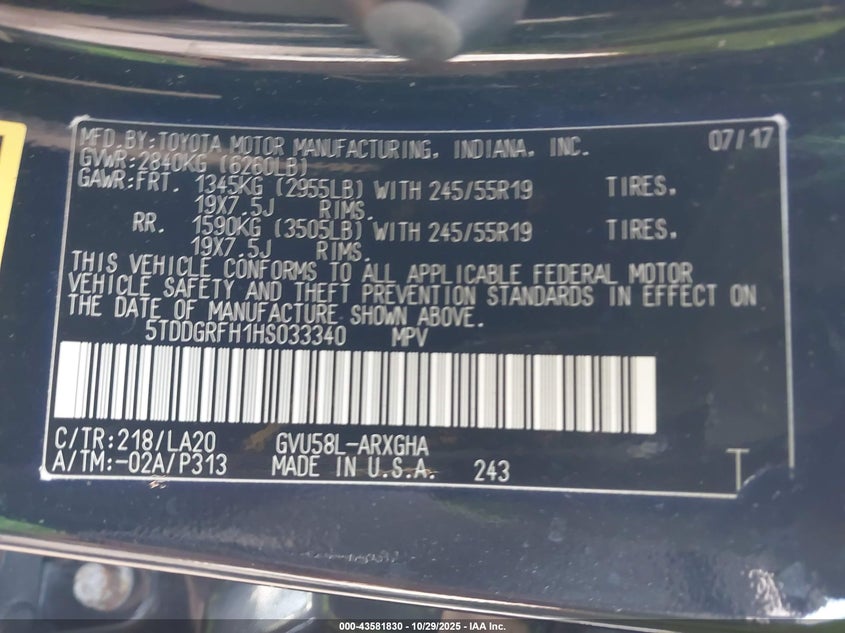 MFD. BY: TOYOTA MOTOR MANUFACTURING, INDIANA, INC. 07/17
GVWR: 2840KG (6260LB)
GAWR: FRT. 1345KG (2955LB) WITH 245/55R19 TIRES.
19X7.5J RIMS.
RR. 1590KG (3505LB) WITH 245/55R19 TIRES.
19X7.5J RIMS.
THIS VEHICLE CONFORMS TO ALL APPLICABLE FEDERAL MOTOR
VEHICLE SAFETY AND THEFT PREVENTION STANDARDS IN EFFECT ON
THE DATE OF MANUFACTURE SHOWN ABOVE.
5TDDGRFH1HS033340 MPV
C/TR: 218/LA20 GVU58L-ARXGHA
A/TM: -02A/P313 MADE IN U.S.A. 243 T
000-43581830 - 10/29/2025 - IAA Inc.